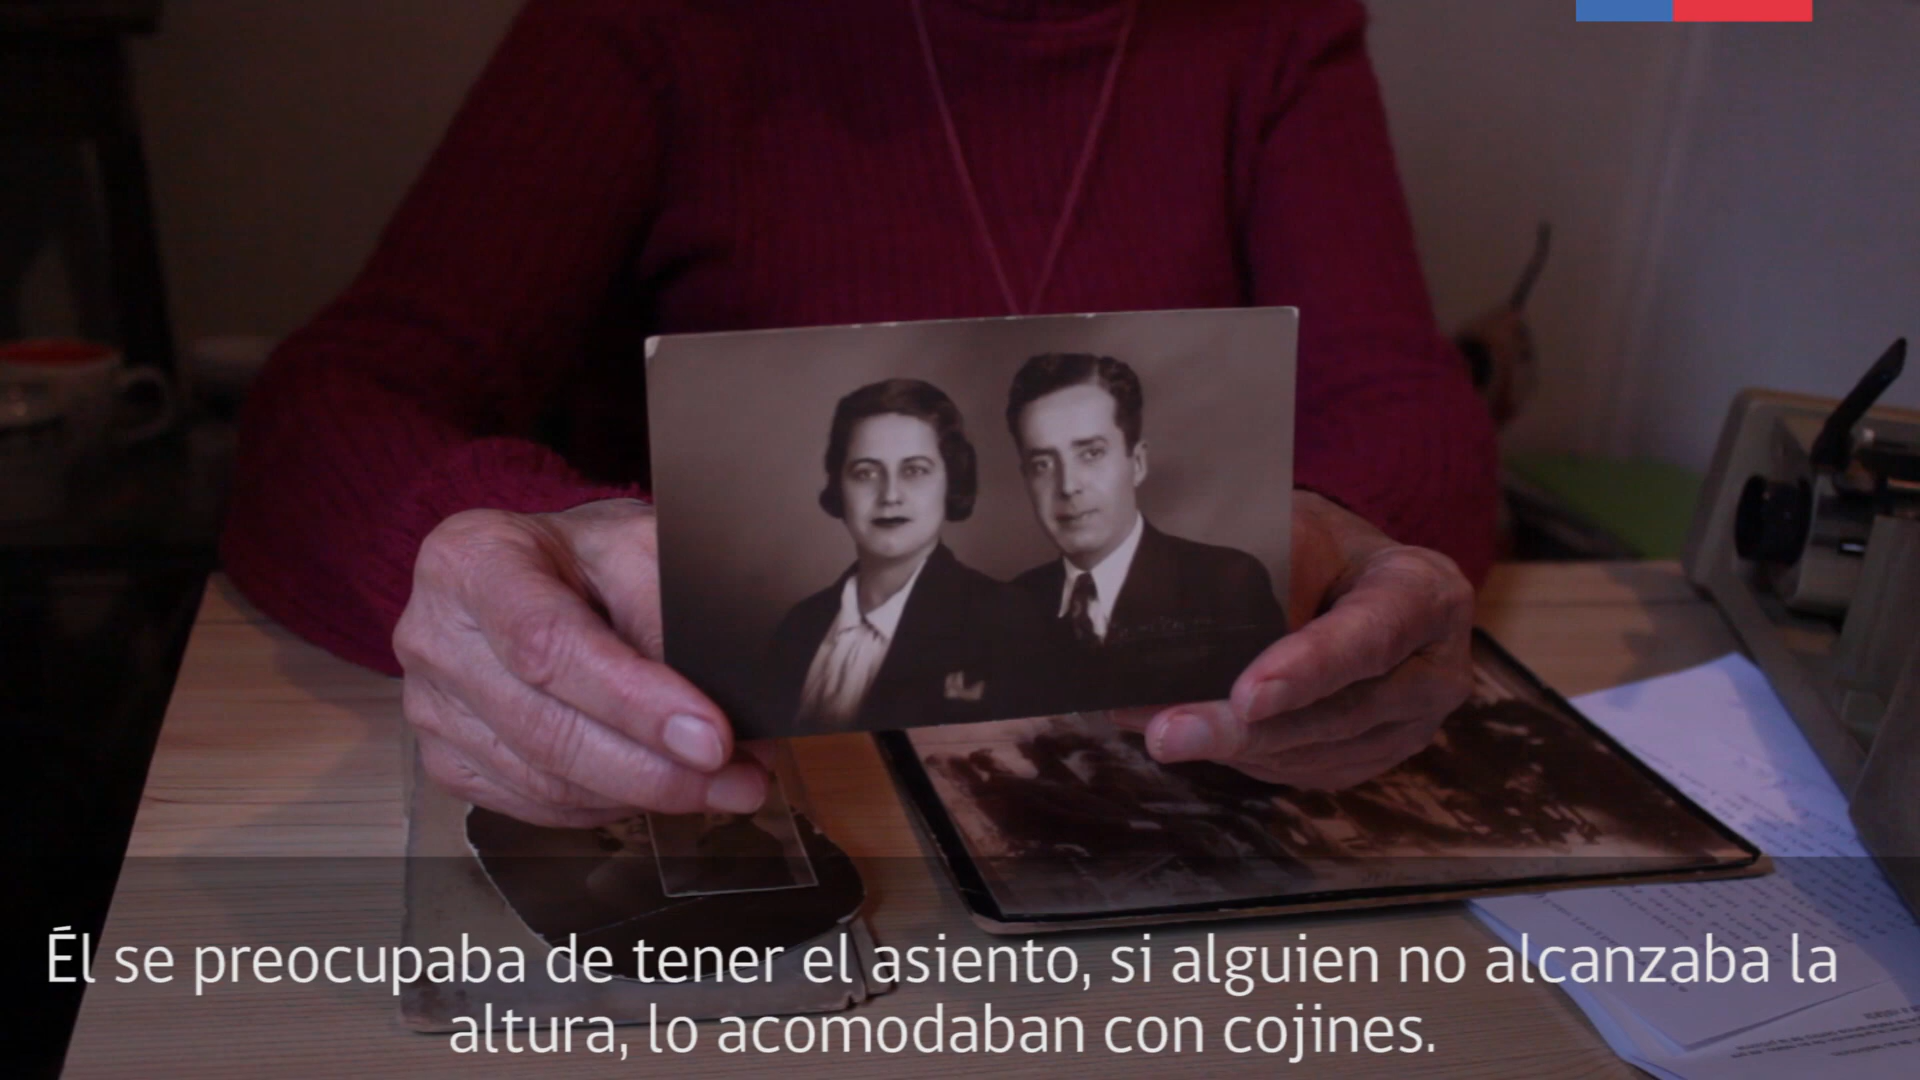 Él se preocupaba de tener el asiento, si alguien no alcanzaba la
altura, lo acomodaban con cojines.